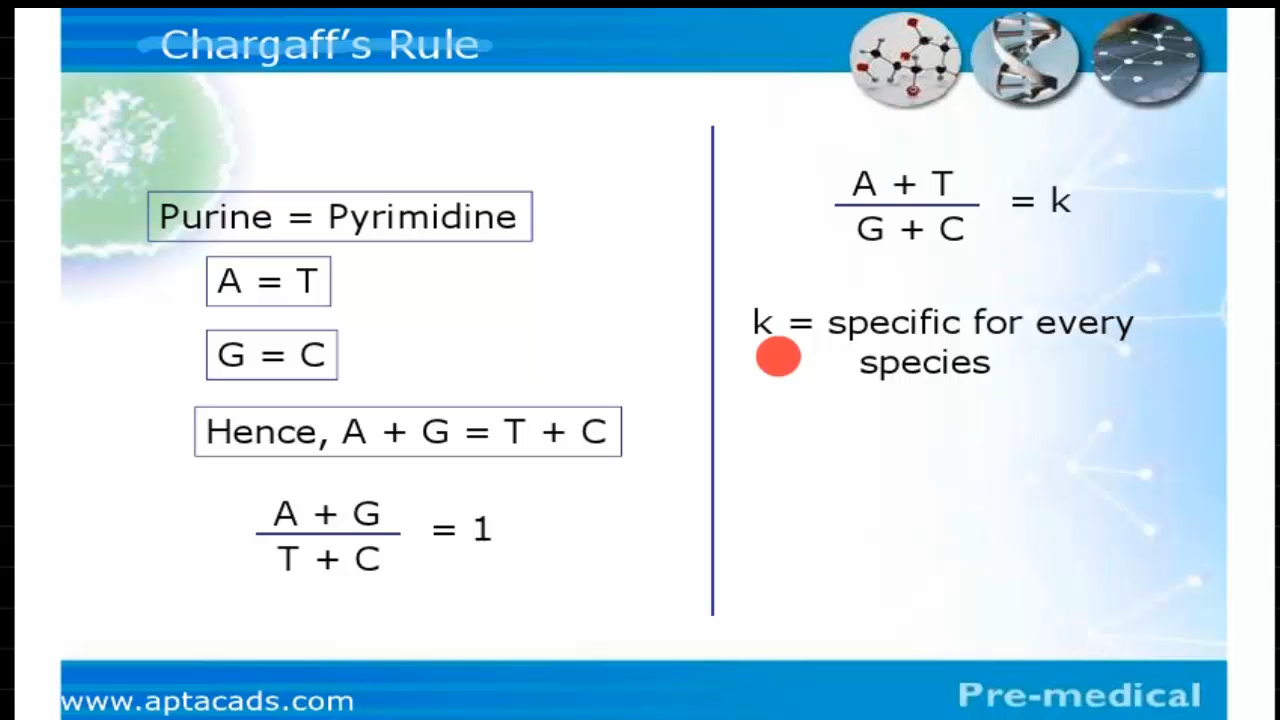 Chargaff's Rule
Purine = Pyrimidine
A = T
G = C
Hence, A + G = T + C
A + G
T + C
= 1
A + T
G + C
= k
k = specific for every
species
www.aptacads.com
Pre-medical